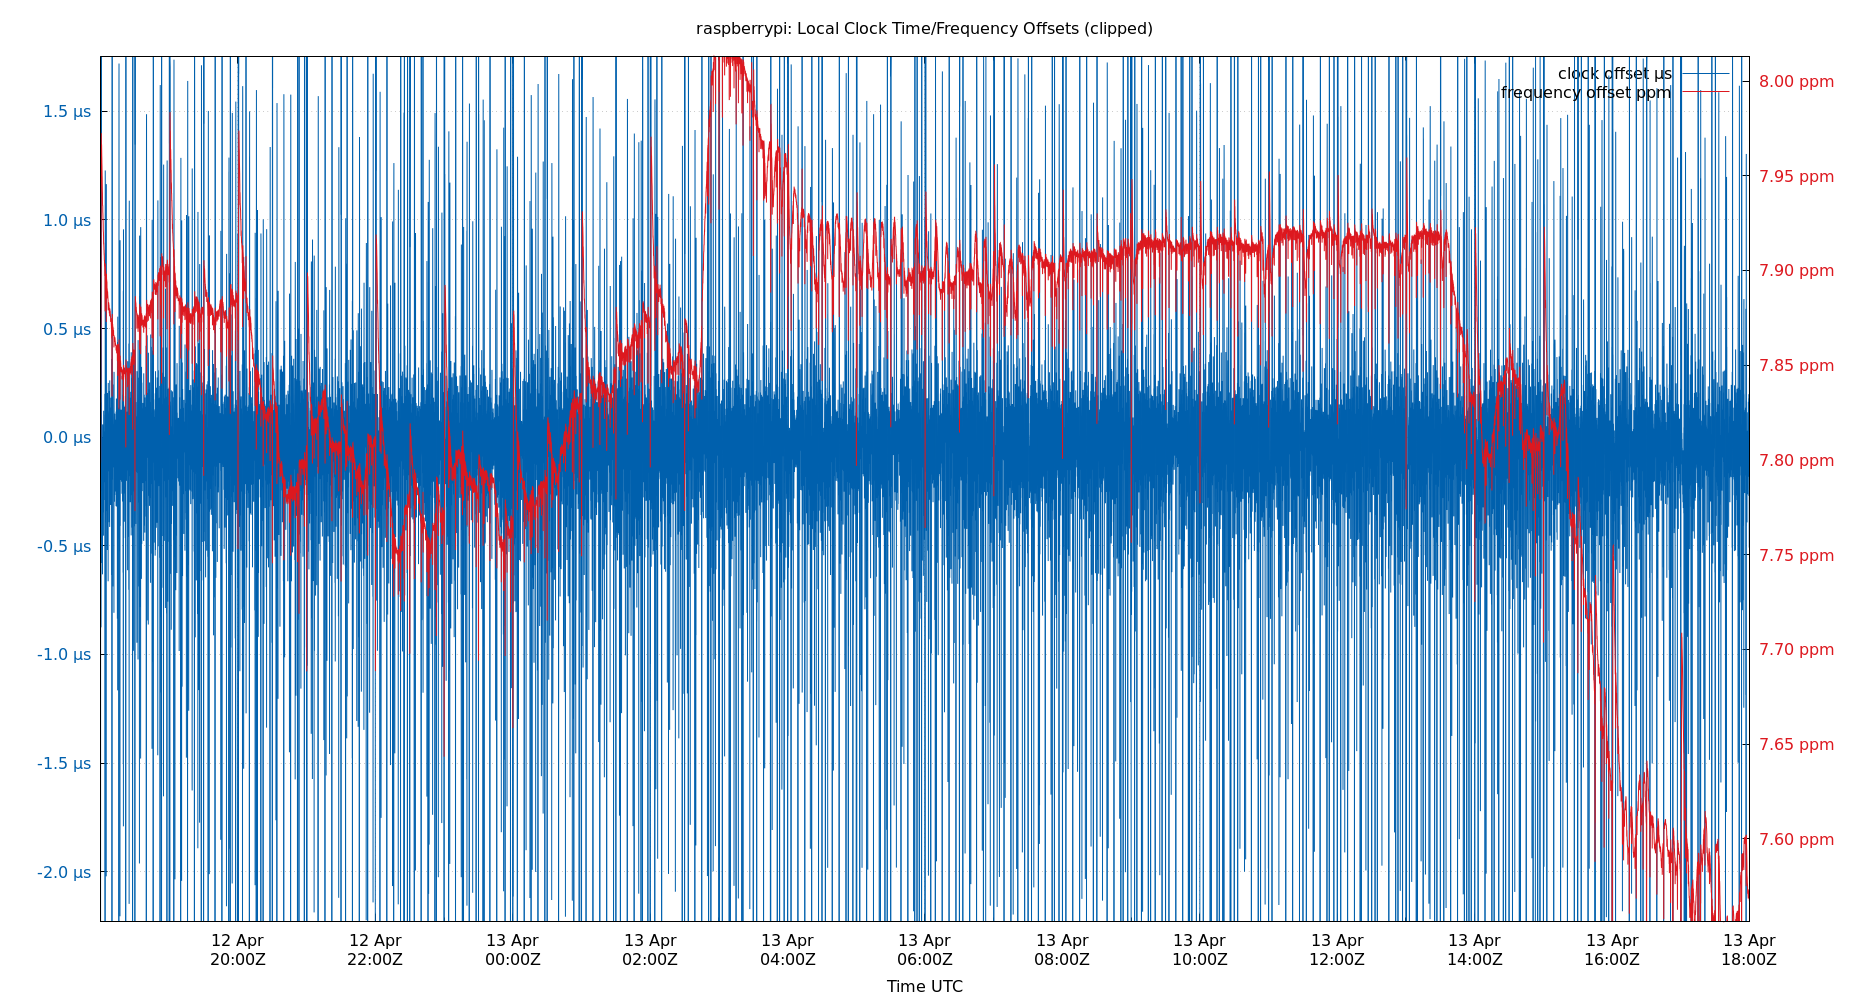 raspberrypi: Local Clock Time/Frequency Offsets (clipped)
clock offset µs
frequency offset ppm
1.5 µs
1.0 µs
0.5 µs
0.0 µs
-0.5 µs
-1.0 µs
-1.5 µs
-2.0 µs
8.00 ppm
7.95 ppm
7.90 ppm
7.85 ppm
7.80 ppm
7.75 ppm
7.70 ppm
7.65 ppm
7.60 ppm
12 Apr 12 Apr 13 Apr 13 Apr 13 Apr 13 Apr 13 Apr 13 Apr 13 Apr 13 Apr 13 Apr 13 Apr
20:00Z 22:00Z 00:00Z 02:00Z 04:00Z 06:00Z 08:00Z 10:00Z 12:00Z 14:00Z 16:00Z 18:00Z
Time UTC